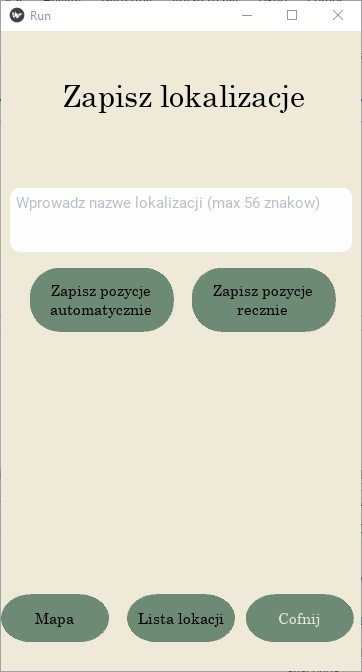 Run
Zapisz lokalizacje
Wprowadz nazwe lokalizacji (max 56 znakow)
Zapisz pozycje
automatycznie
Zapisz pozycje
recznie
Mapa
Lista lokacji
Cofnij